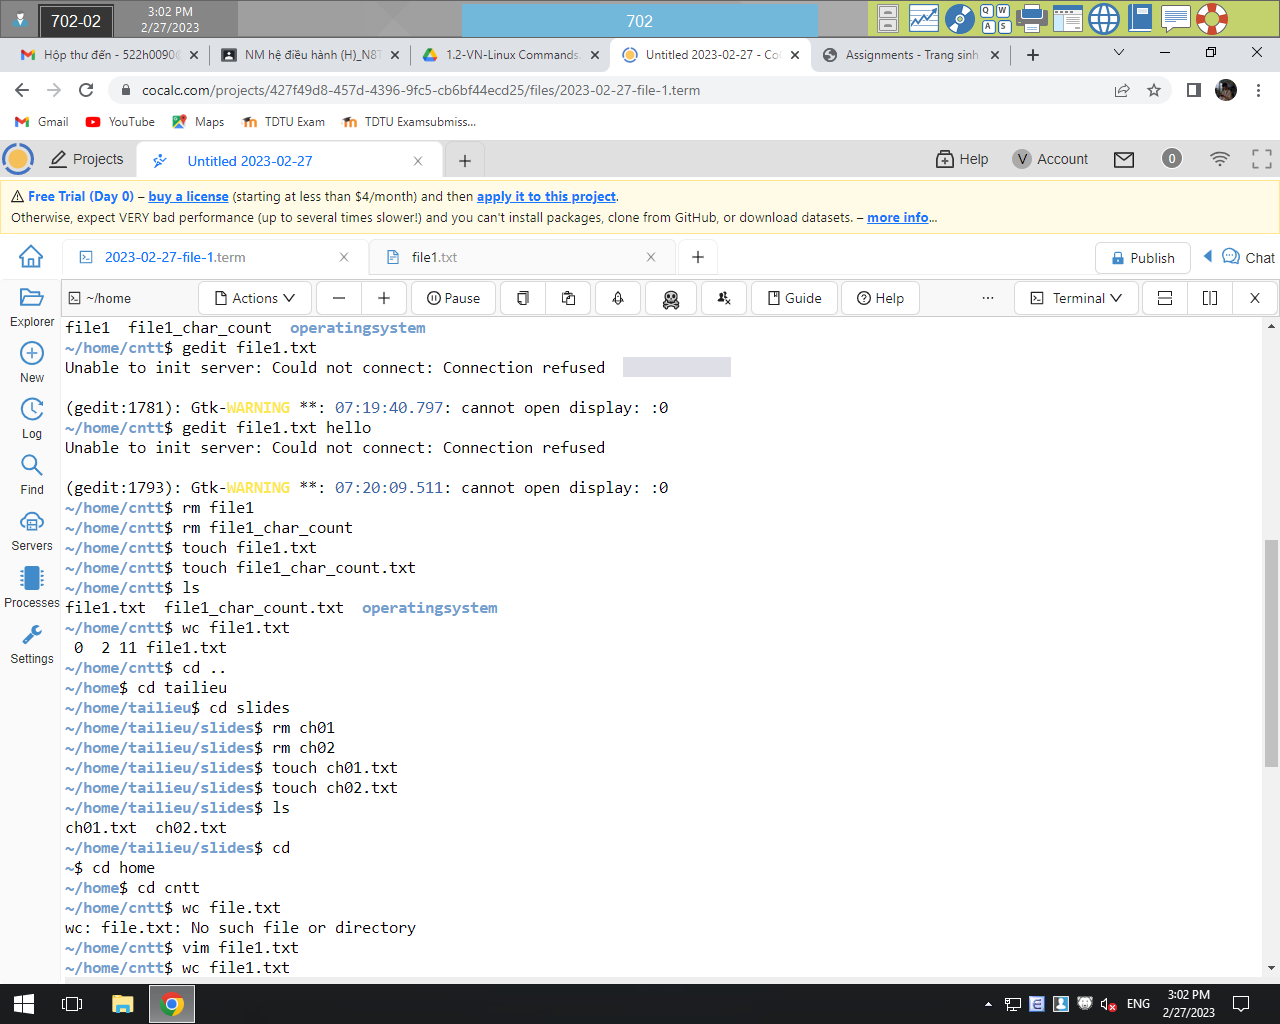 702-02
3:02 PM
2/27/2023
702
Q W
A S
Hộp thư đến - 522h0090@
NM hệ điều hành (H)_N8T
1.2-VN-Linux Commands.
Untitled 2023-02-27 - CoC
Assignments - Trang sinh
cocalc.com/projects/427f49d8-457d-4396-9fc5-cb6bf44ecd25/files/2023-02-27-file-1.term
Gmail
YouTube
Maps
TDTU Exam
TDTU Examsubmiss...
Projects
Untitled 2023-02-27
Help
V Account
0
Free Trial (Day 0) – buy a license (starting at less than $4/month) and then apply it to this project.
Otherwise, expect VERY bad performance (up to several times slower!) and you can't install packages, clone from GitHub, or download datasets. – more info...
2023-02-27-file-1.term
file1.txt
Publish
Chat
~/home
Actions
Pause
Guide
Help
Terminal
Explorer
New
Log
Find
Servers
Processes
Settings
file1  file1_char_count  operatingsystem
~/home/cntt$ gedit file1.txt
Unable to init server: Could not connect: Connection refused
(gedit:1781): Gtk-WARNING **: 07:19:40.797: cannot open display: :0
~/home/cntt$ gedit file1.txt hello
Unable to init server: Could not connect: Connection refused
(gedit:1793): Gtk-WARNING **: 07:20:09.511: cannot open display: :0
~/home/cntt$ rm file1
~/home/cntt$ rm file1_char_count
~/home/cntt$ touch file1.txt
~/home/cntt$ touch file1_char_count.txt
~/home/cntt$ ls
file1.txt  file1_char_count.txt  operatingsystem
~/home/cntt$ wc file1.txt
 0  2 11 file1.txt
~/home/cntt$ cd ..
~/home$ cd tailieu
~/home/tailieu$ cd slides
~/home/tailieu/slides$ rm ch01
~/home/tailieu/slides$ rm ch02
~/home/tailieu/slides$ touch ch01.txt
~/home/tailieu/slides$ touch ch02.txt
~/home/tailieu/slides$ ls
ch01.txt  ch02.txt
~/home/tailieu/slides$ cd
~$ cd home
~/home$ cd cntt
~/home/cntt$ wc file.txt
wc: file.txt: No such file or directory
~/home/cntt$ vim file1.txt
~/home/cntt$ wc file1.txt
ENG
3:02 PM
2/27/2023